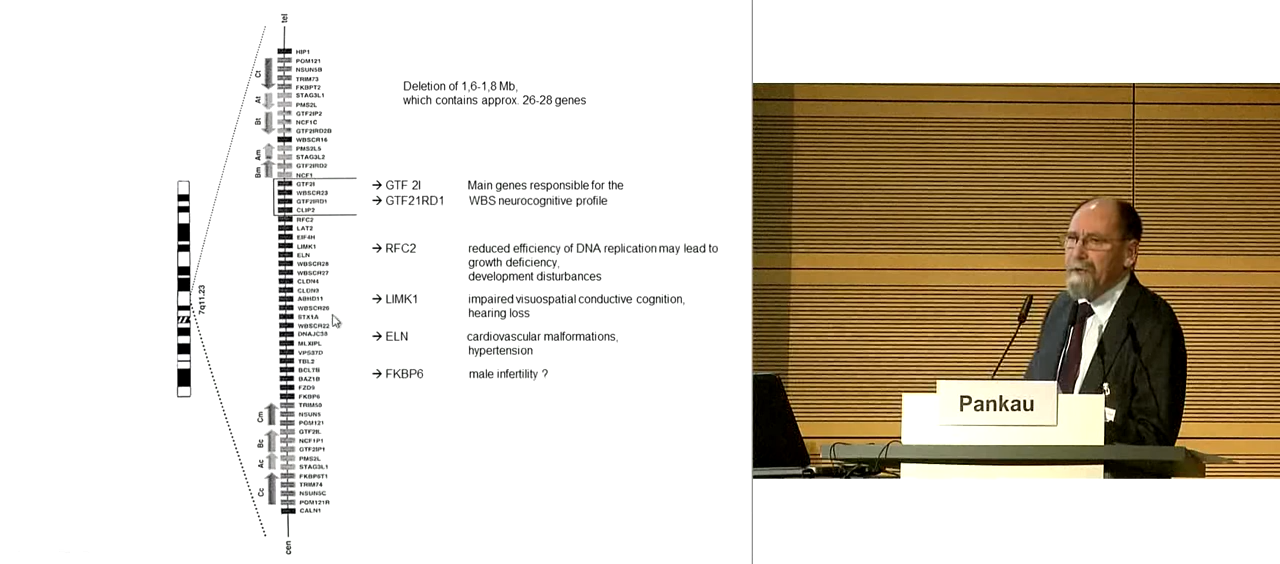 tel
HIP1
POM121
NSUN5B
TRIM73
FKBPT2
STAG3L1
PMS2L
GTF2IP2
NCF1C
GTF2IRD2B
WBSCR16
PMS2L5
STAG3L2
GTF2IRD2
NCF1
GTF2I
WBSCR23
GTF2IRD1
CLIP2
RFC2
LAT2
EIF4H
LIMK1
ELN
WBSCR28
WBSCR27
CLDN4
CLDN3
ABHD11
WBSCR26
STX1A
WBSCR22
DNAJC30
MLXIPL
VPS37D
TBL2
BCL7B
BAZ1B
FZD9
FKBP6
TRIM50
NSUN5
POM121
GTF2IL
NCF1P1
GTF2IP1
PMS2L
STAG3L1
FKBP6T1
TRIM74
NSUN5C
POM121R
CALN1
cen
Ct
At
Bt
Am
Bm
Cm
Bc
Ac
Cc
7q11.23
Deletion of 1,6-1,8 Mb,
which contains approx. 26-28 genes
→ GTF 2I Main genes responsible for the
→ GTF21RD1 WBS neurocognitive profile
→ RFC2 reduced efficiency of DNA replication may lead to
growth deficiency,
development disturbances
→ LIMK1 impaired visuospatial conductive cognition,
hearing loss
→ ELN cardiovascular malformations,
hypertension
→ FKBP6 male infertility ?
Pankau